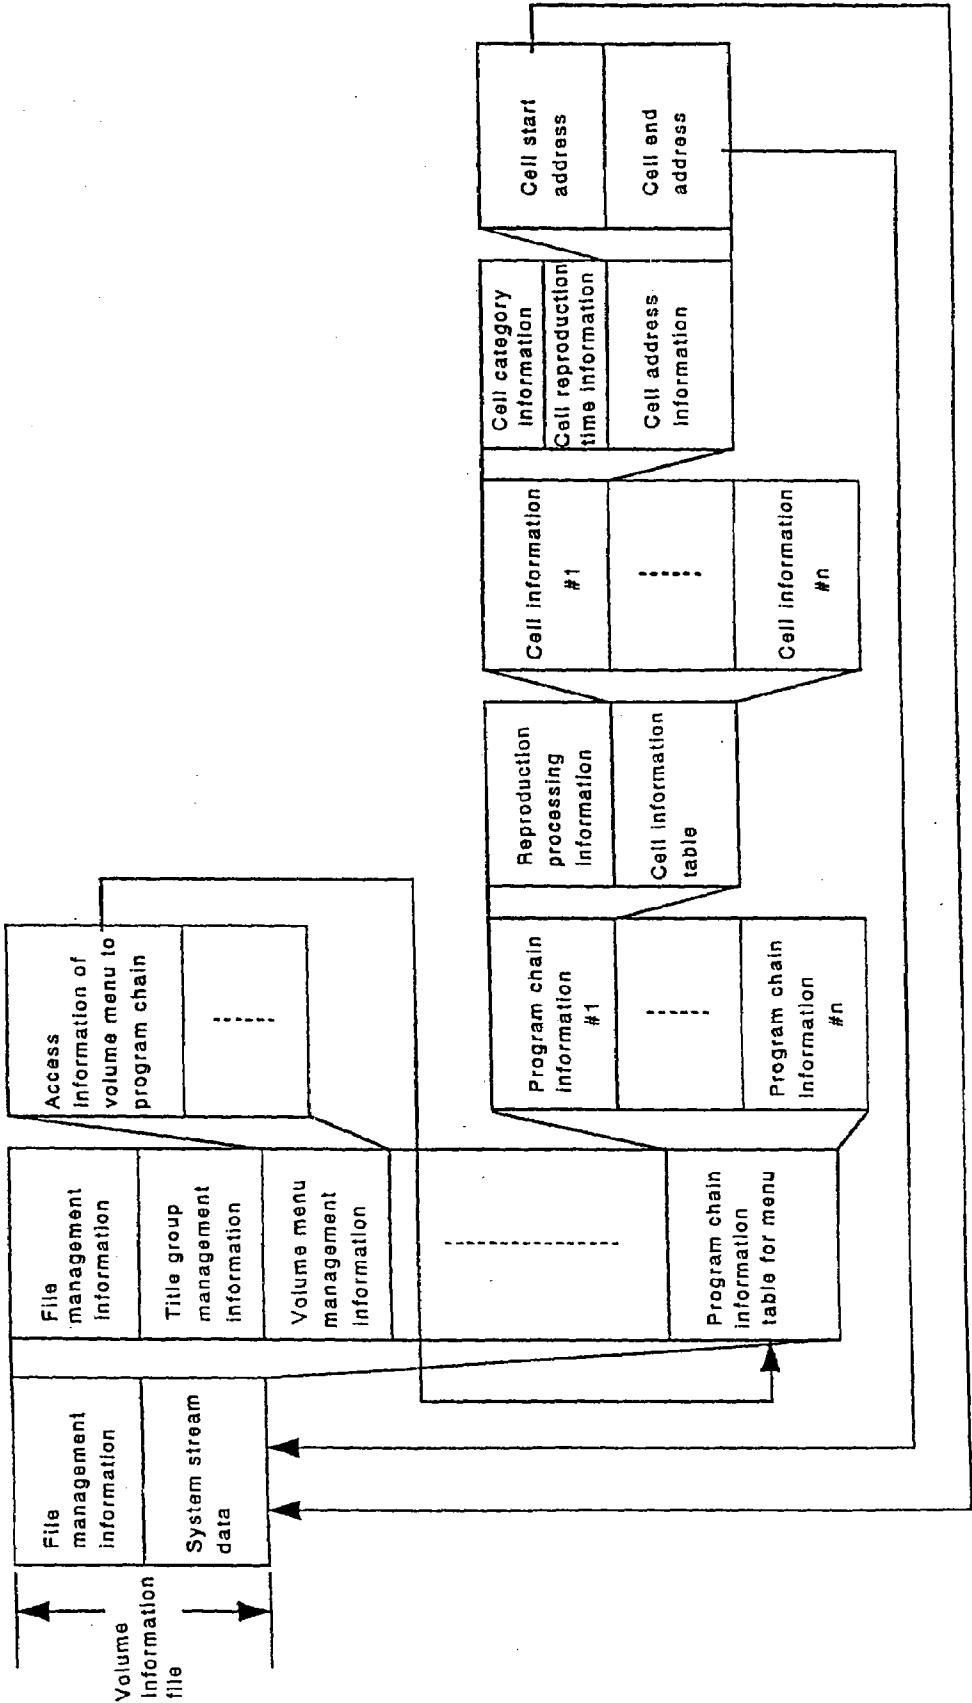 Volume
Information
file
File
management
information
System stream
data
File
management
information
Title group
management
information
Volume menu
management
information
Program chain
information
table for menu
Access
information of
volume menu to
program chain
Program chain
information
#1
Program chain
information
#n
Reproduction
processing
information
Cell information
table
Cell information
#1
Cell information
#n
Cell category
information
Cell reproduction
time information
Cell address
information
Cell start
address
Cell end
address